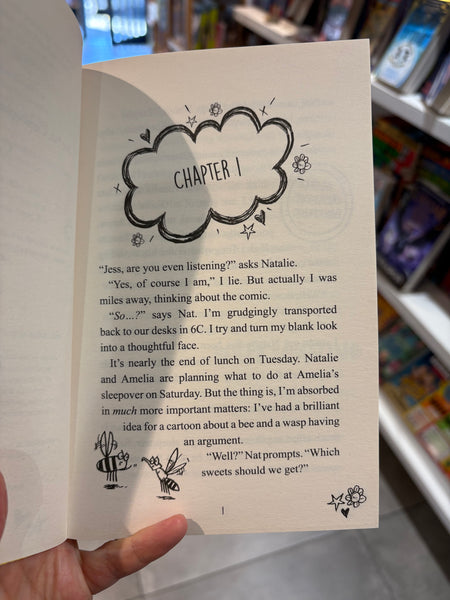 CHAPTER 1
“Jess, are you even listening?” asks Natalie.
“Yes, of course I am,” I lie. But actually I was
miles away, thinking about the comic.
“So…?” says Nat. I’m grudgingly transported
back to our desks in 6C. I try and turn my blank look
into a thoughtful face.
It’s nearly the end of lunch on Tuesday. Natalie
and Amelia are planning what to do at Amelia’s
sleepover on Saturday. But the thing is, I’m absorbed
in much more important matters: I’ve had a brilliant
idea for a cartoon about a bee and a wasp having
an argument.
“Well?” Nat prompts. “Which
sweets should we get?”
1